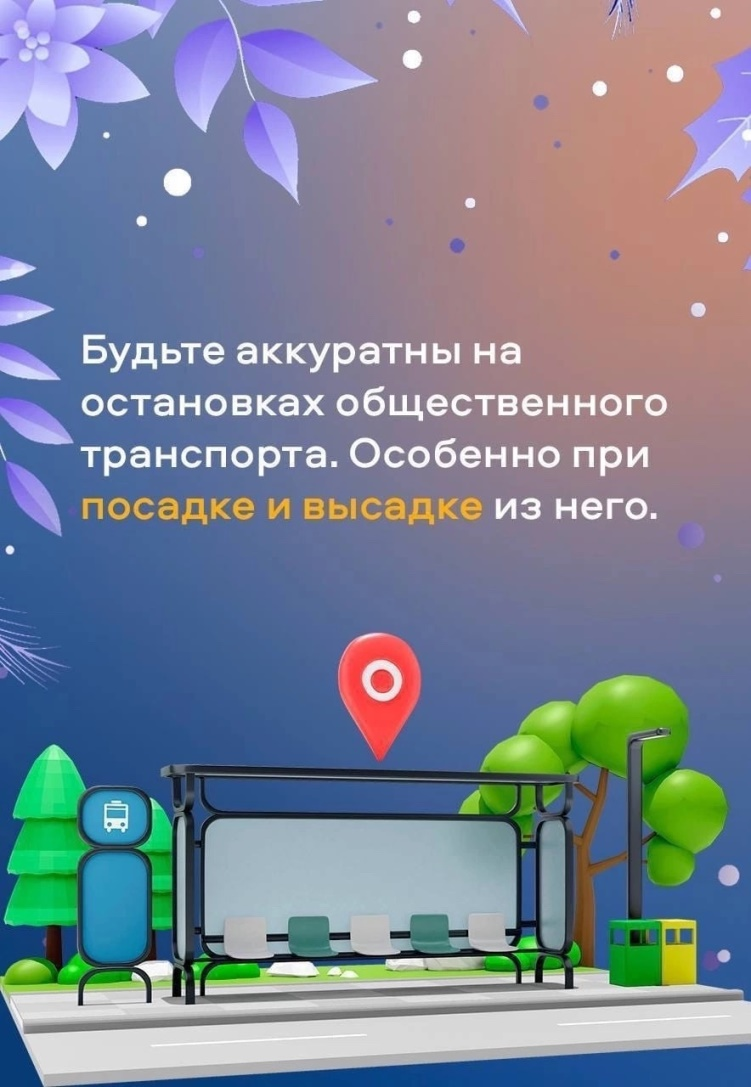 Будьте аккуратны на
остановках общественного
транспорта. Особенно при
посадке и высадке из него.